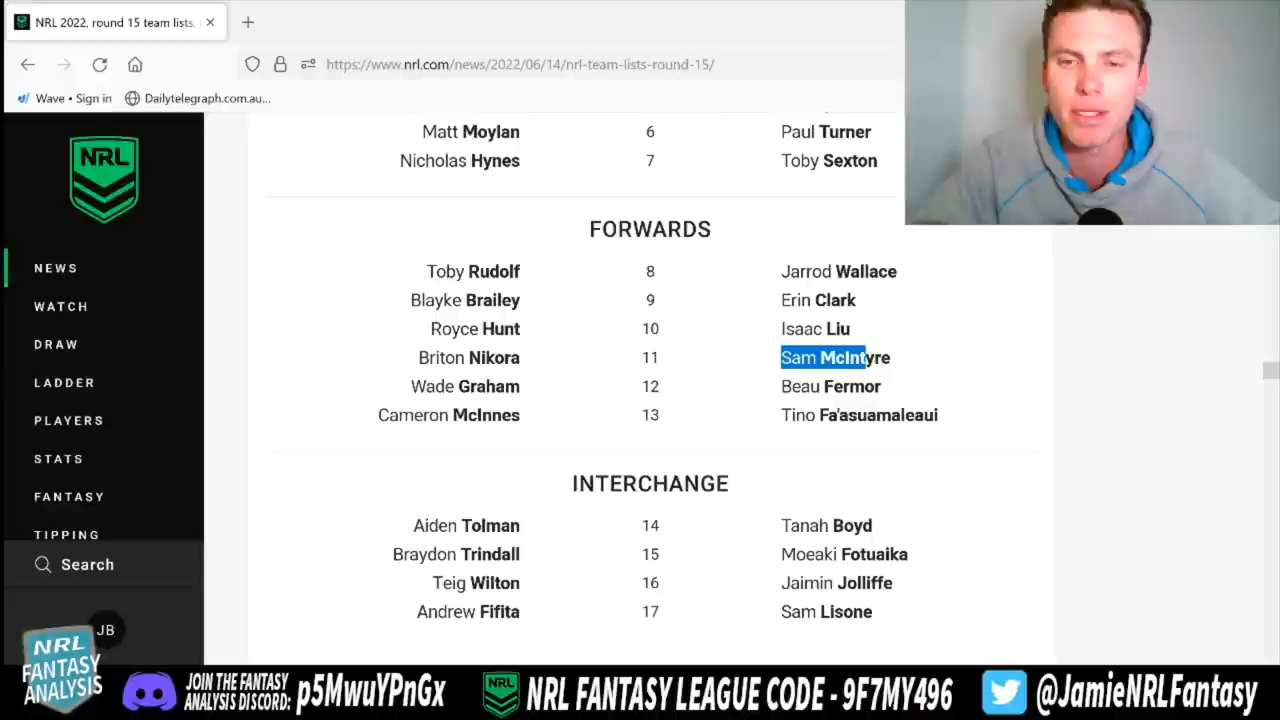 NRL 2022, round 15 team lists,
https://www.nrl.com/news/2022/06/14/nrl-team-lists-round-15/
Wave • Sign in
Dailytelegraph.com.au...
NRL
NEWS
WATCH
DRAW
LADDER
PLAYERS
STATS
FANTASY
TIPPING
Search
JB
Matt Moylan 6 Paul Turner
Nicholas Hynes 7 Toby Sexton
FORWARDS
Toby Rudolf 8 Jarrod Wallace
Blayke Brailey 9 Erin Clark
Royce Hunt 10 Isaac Liu
Briton Nikora 11 Sam McIntyre
Wade Graham 12 Beau Fermor
Cameron McInnes 13 Tino Fa'asuamaleaui
INTERCHANGE
Aiden Tolman 14 Tanah Boyd
Braydon Trindall 15 Moeaki Fotuaika
Teig Wilton 16 Jaimin Jolliffe
Andrew Fifita 17 Sam Lisone
NRL
FANTASY
ANALYSIS
JOIN THE FANTASY
ANALYSIS DISCORD:
p5MwuYPnGx
NRL
NRL FANTASY LEAGUE CODE - 9F7MY496
@JamieNRLFantasy